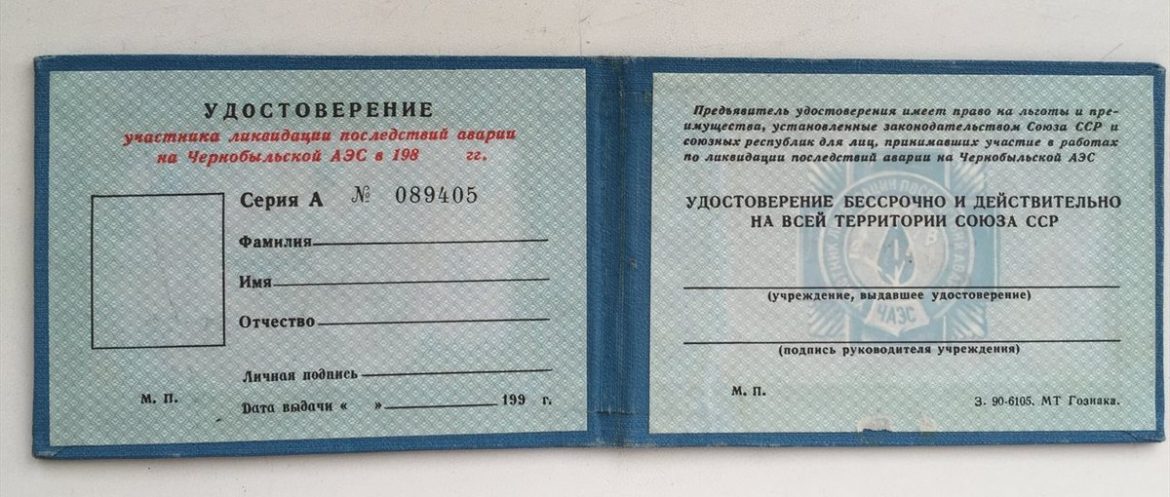 УДОСТОВЕРЕНИЕ
участника ликвидации последствий аварии
на Чернобыльской АЭС в 198 гг.
Серия А № 089405
Фамилия
Имя
Отчество
Личная подпись
М. П.
Дата выдачи « » 199 г.
Предъявитель удостоверения имеет право на льготы и пре-
имущества, установленные законодательством Союза ССР и
союзных республик для лиц, принимавших участие в работах
по ликвидации последствий аварии на Чернобыльской АЭС
УДОСТОВЕРЕНИЕ БЕССРОЧНО И ДЕЙСТВИТЕЛЬНО
НА ВСЕЙ ТЕРРИТОРИИ СОЮЗА ССР
(учреждение, выдавшее удостоверение)
ЧАЭС
(подпись руководителя учреждения)
М. П.
З. 90-6105. МТ Гознака.